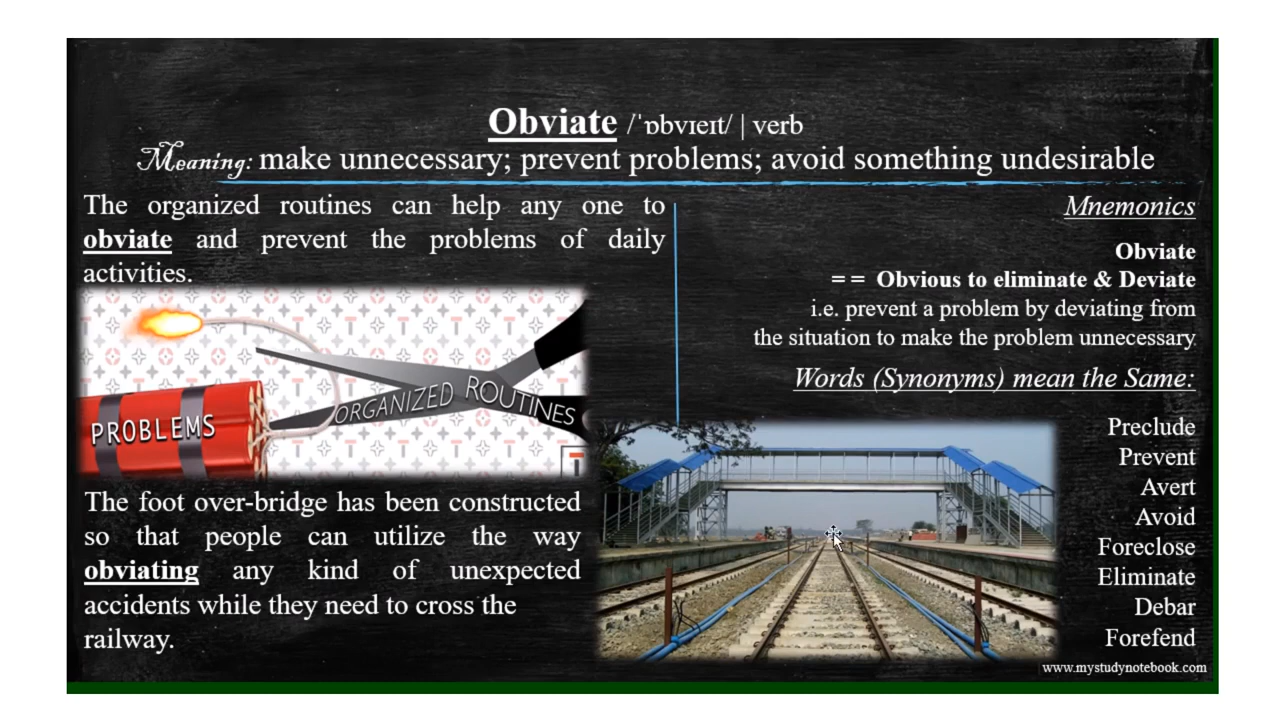 Obviate /ˈɒbvɪeɪt/ | verb
Meaning: make unnecessary; prevent problems; avoid something undesirable
The organized routines can help any one to
obviate and prevent the problems of daily
activities.
PROBLEMS
ORGANIZED ROUTINES
The foot over-bridge has been constructed
so that people can utilize the way
obviating any kind of unexpected
accidents while they need to cross the
railway.
Mnemonics
Obviate
== Obvious to eliminate & Deviate
i.e. prevent a problem by deviating from
the situation to make the problem unnecessary
Words (Synonyms) mean the Same:
Preclude
Prevent
Avert
Avoid
Foreclose
Eliminate
Debar
Forefend
www.mystudynotebook.com